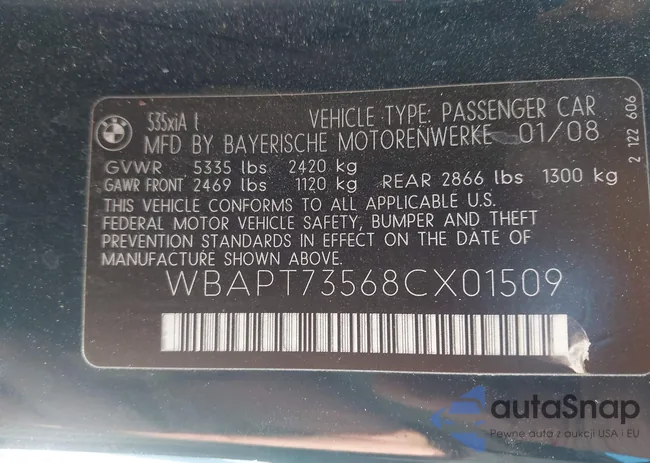 535xiA t VEHICLE TYPE: PASSENGER CAR
MFD BY BAYERISCHE MOTORENWERKE 01/08
GVWR 5335 lbs 2420 kg
GAWR FRONT 2469 lbs 1120 kg REAR 2866 lbs 1300 kg
THIS VEHICLE CONFORMS TO ALL APPLICABLE U.S.
FEDERAL MOTOR VEHICLE SAFETY, BUMPER AND THEFT
PREVENTION STANDARDS IN EFFECT ON THE DATE OF
MANUFACTURE SHOWN ABOVE.
WBAPT73568CX01509
2 122 606
autaSnap
Pewne auta z aukcji USA i EU